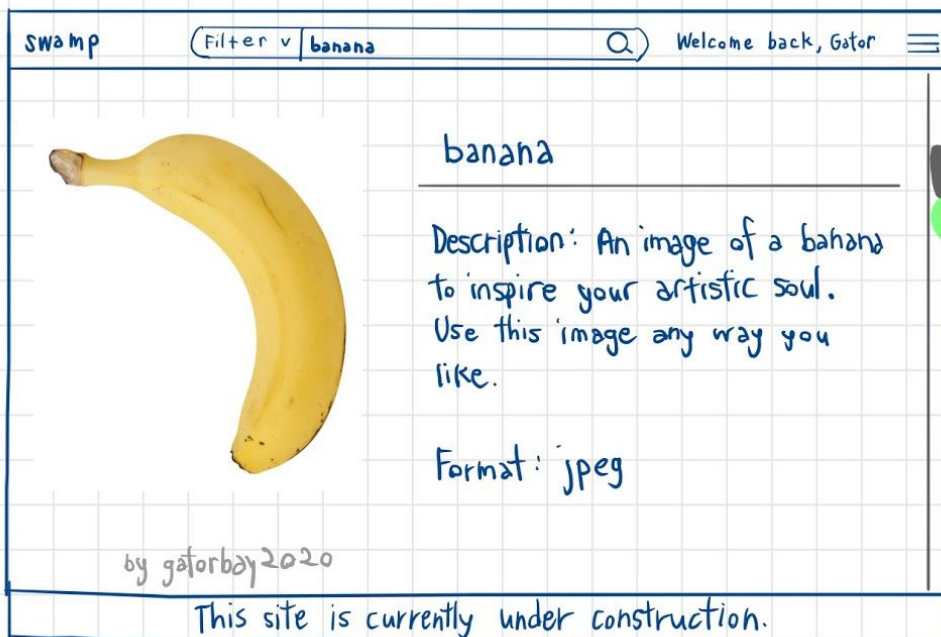 swamp
Filter v banana Welcome back, Gator
banana
Description: An image of a banana
to inspire your artistic soul.
Use this image any way you
like.
Format: jpeg
by gatorbay2020
This site is currently under construction.